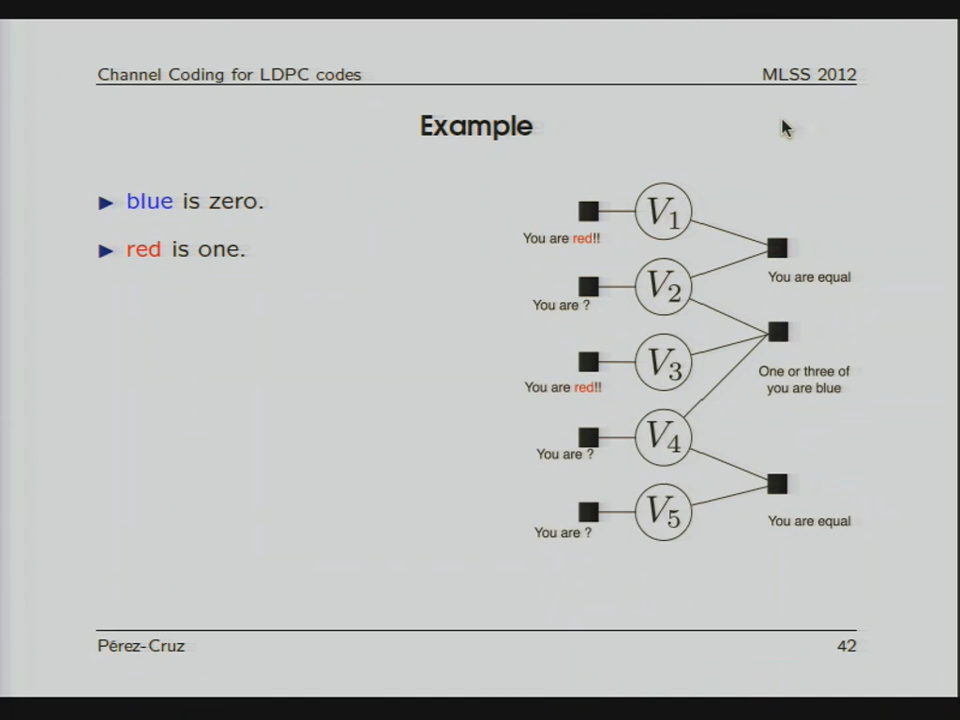 Channel Coding for LDPC codes MLSS 2012
Example
► blue is zero.
► red is one.
V1
You are red!!
You are equal
V2
You are ?
V3
You are red!!
One or three of
you are blue
V4
You are ?
V5
You are equal
You are ?
Pérez-Cruz 42